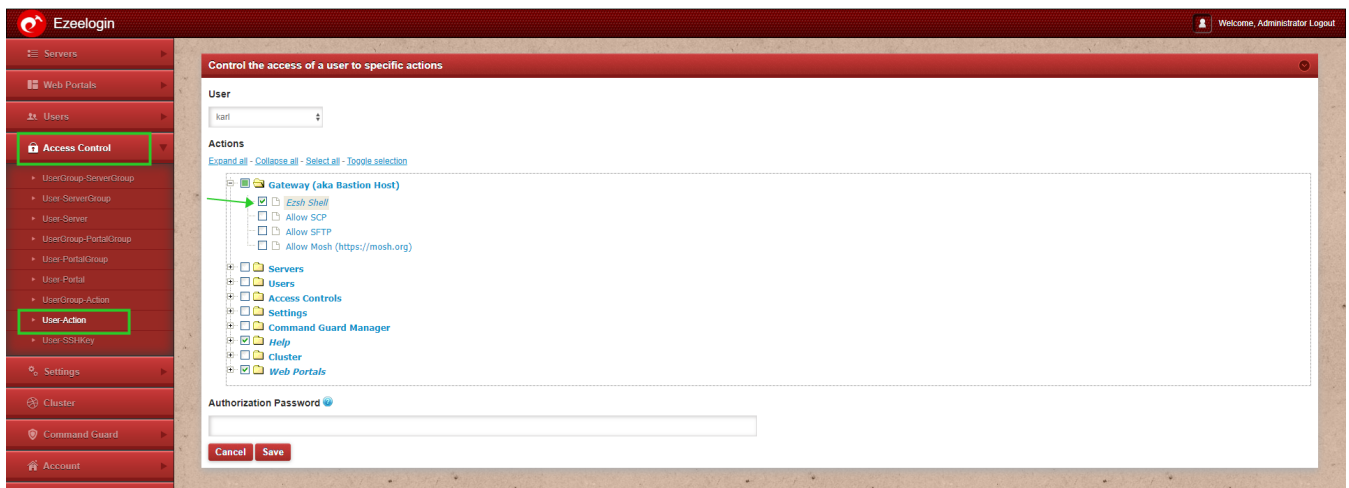 Ezeelogin
Welcome, Administrator Logout
Servers
Web Portals
Users
Access Control
UserGroup-ServerGroup
User-ServerGroup
User-Server
UserGroup-PortalGroup
User-PortalGroup
User-Portal
UserGroup-Action
User-Action
User-SSHKey
Settings
Cluster
Command Guard
Account
Control the access of a user to specific actions
User
karl
Actions
Expand all - Collapse all - Select all - Toggle selection
Gateway (aka Bastion Host)
Ezsh Shell
Allow SCP
Allow SFTP
Allow Mosh (https://mosh.org)
Servers
Users
Access Controls
Settings
Command Guard Manager
Help
Cluster
Web Portals
Authorization Password
Cancel Save